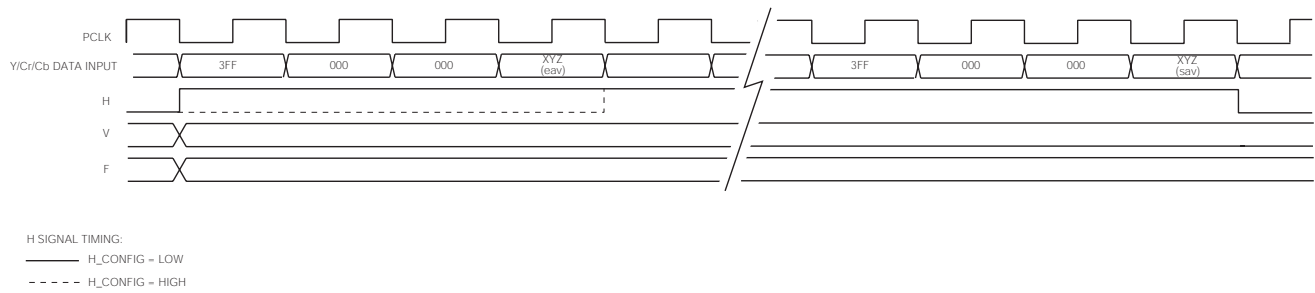 PCLK
Y/Cr/Cb DATA INPUT
3FF
000
000
XYZ
(eav)
3FF
000
000
XYZ
(sav)
H
V
F
H SIGNAL TIMING:
H_CONFIG = LOW
H_CONFIG = HIGH